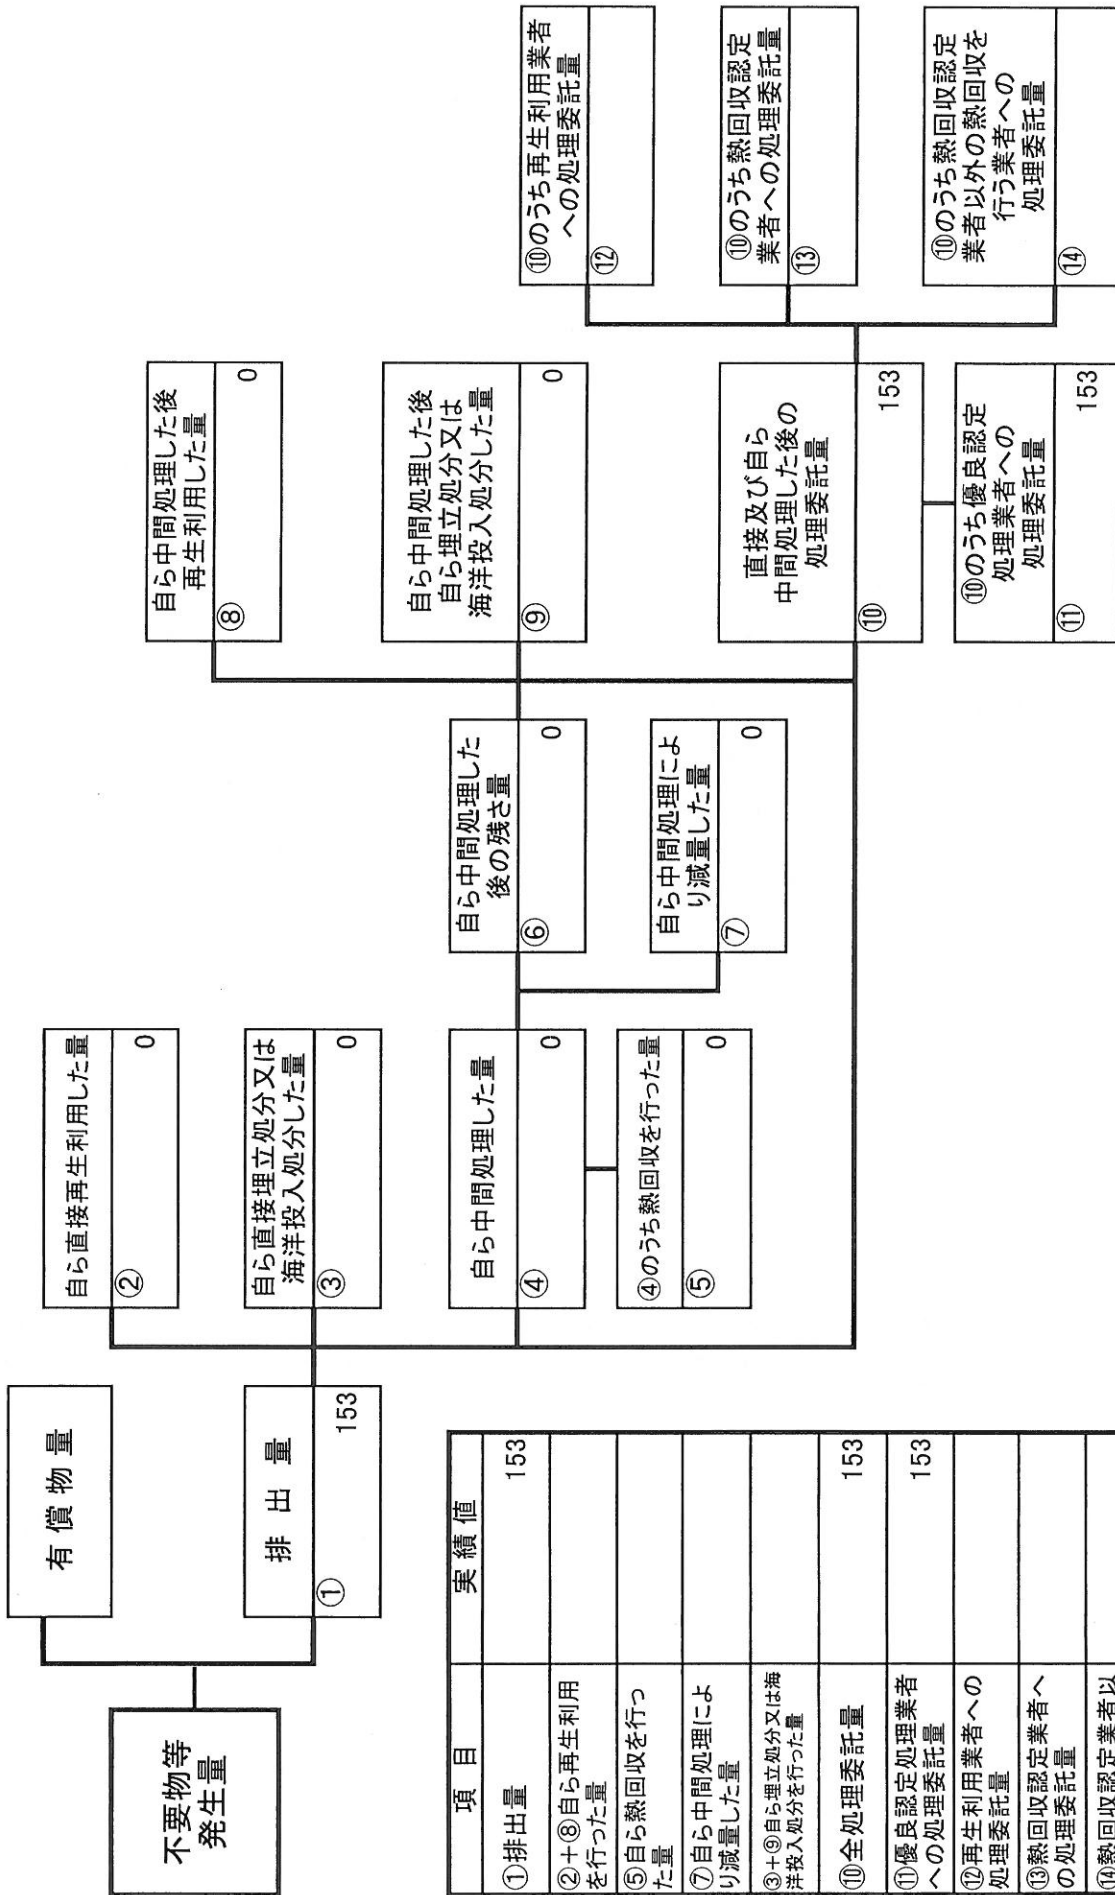 不要物等
発生量
有償物量
排出量
①
153
自ら直接再生利用した量
②
0
自ら直接埋立処分又は
海洋投入処分した量
③
0
自ら中間処理した量
④
0
④のうち熱回収を行った量
⑤
0
自ら中間処理した
後の残さ量
⑥
0
自ら中間処理によ
り減量した量
⑦
0
自ら中間処理した後
再生利用した量
⑧
0
自ら中間処理した後
自ら埋立処分又は
海洋投入処分した量
⑨
0
直接及び自ら
中間処理した後の
処理委託量
⑩
153
⑩のうち優良認定
処理業者への
処理委託量
⑪
153
⑩のうち再生利用業者
への処理委託量
⑫
⑩のうち熱回収認定
業者への処理委託量
⑬
⑩のうち熱回収認定
業者以外の熱回収を
行う業者への
処理委託量
⑭
項目
実績値
①排出量
153
②+⑧自ら再生利用
を行った量
⑤自ら熱回収を行っ
た量
⑦自ら中間処理によ
り減量した量
③+⑨自ら埋立処分又は海
洋投入処分を行った量
⑩全処理委託量
153
⑪優良認定処理業者
への処理委託量
153
⑫再生利用業者への
処理委託量
⑬熱回収認定業者へ
の処理委託量
⑭熱回収認定業者以